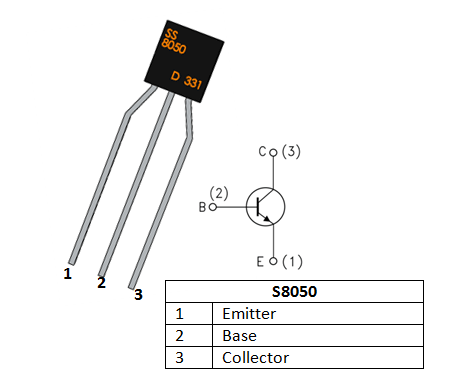 SS
8050
D 331
1
2
3
C (3)
(2)
B
E (1)
S8050
1 Emitter
2 Base
3 Collector